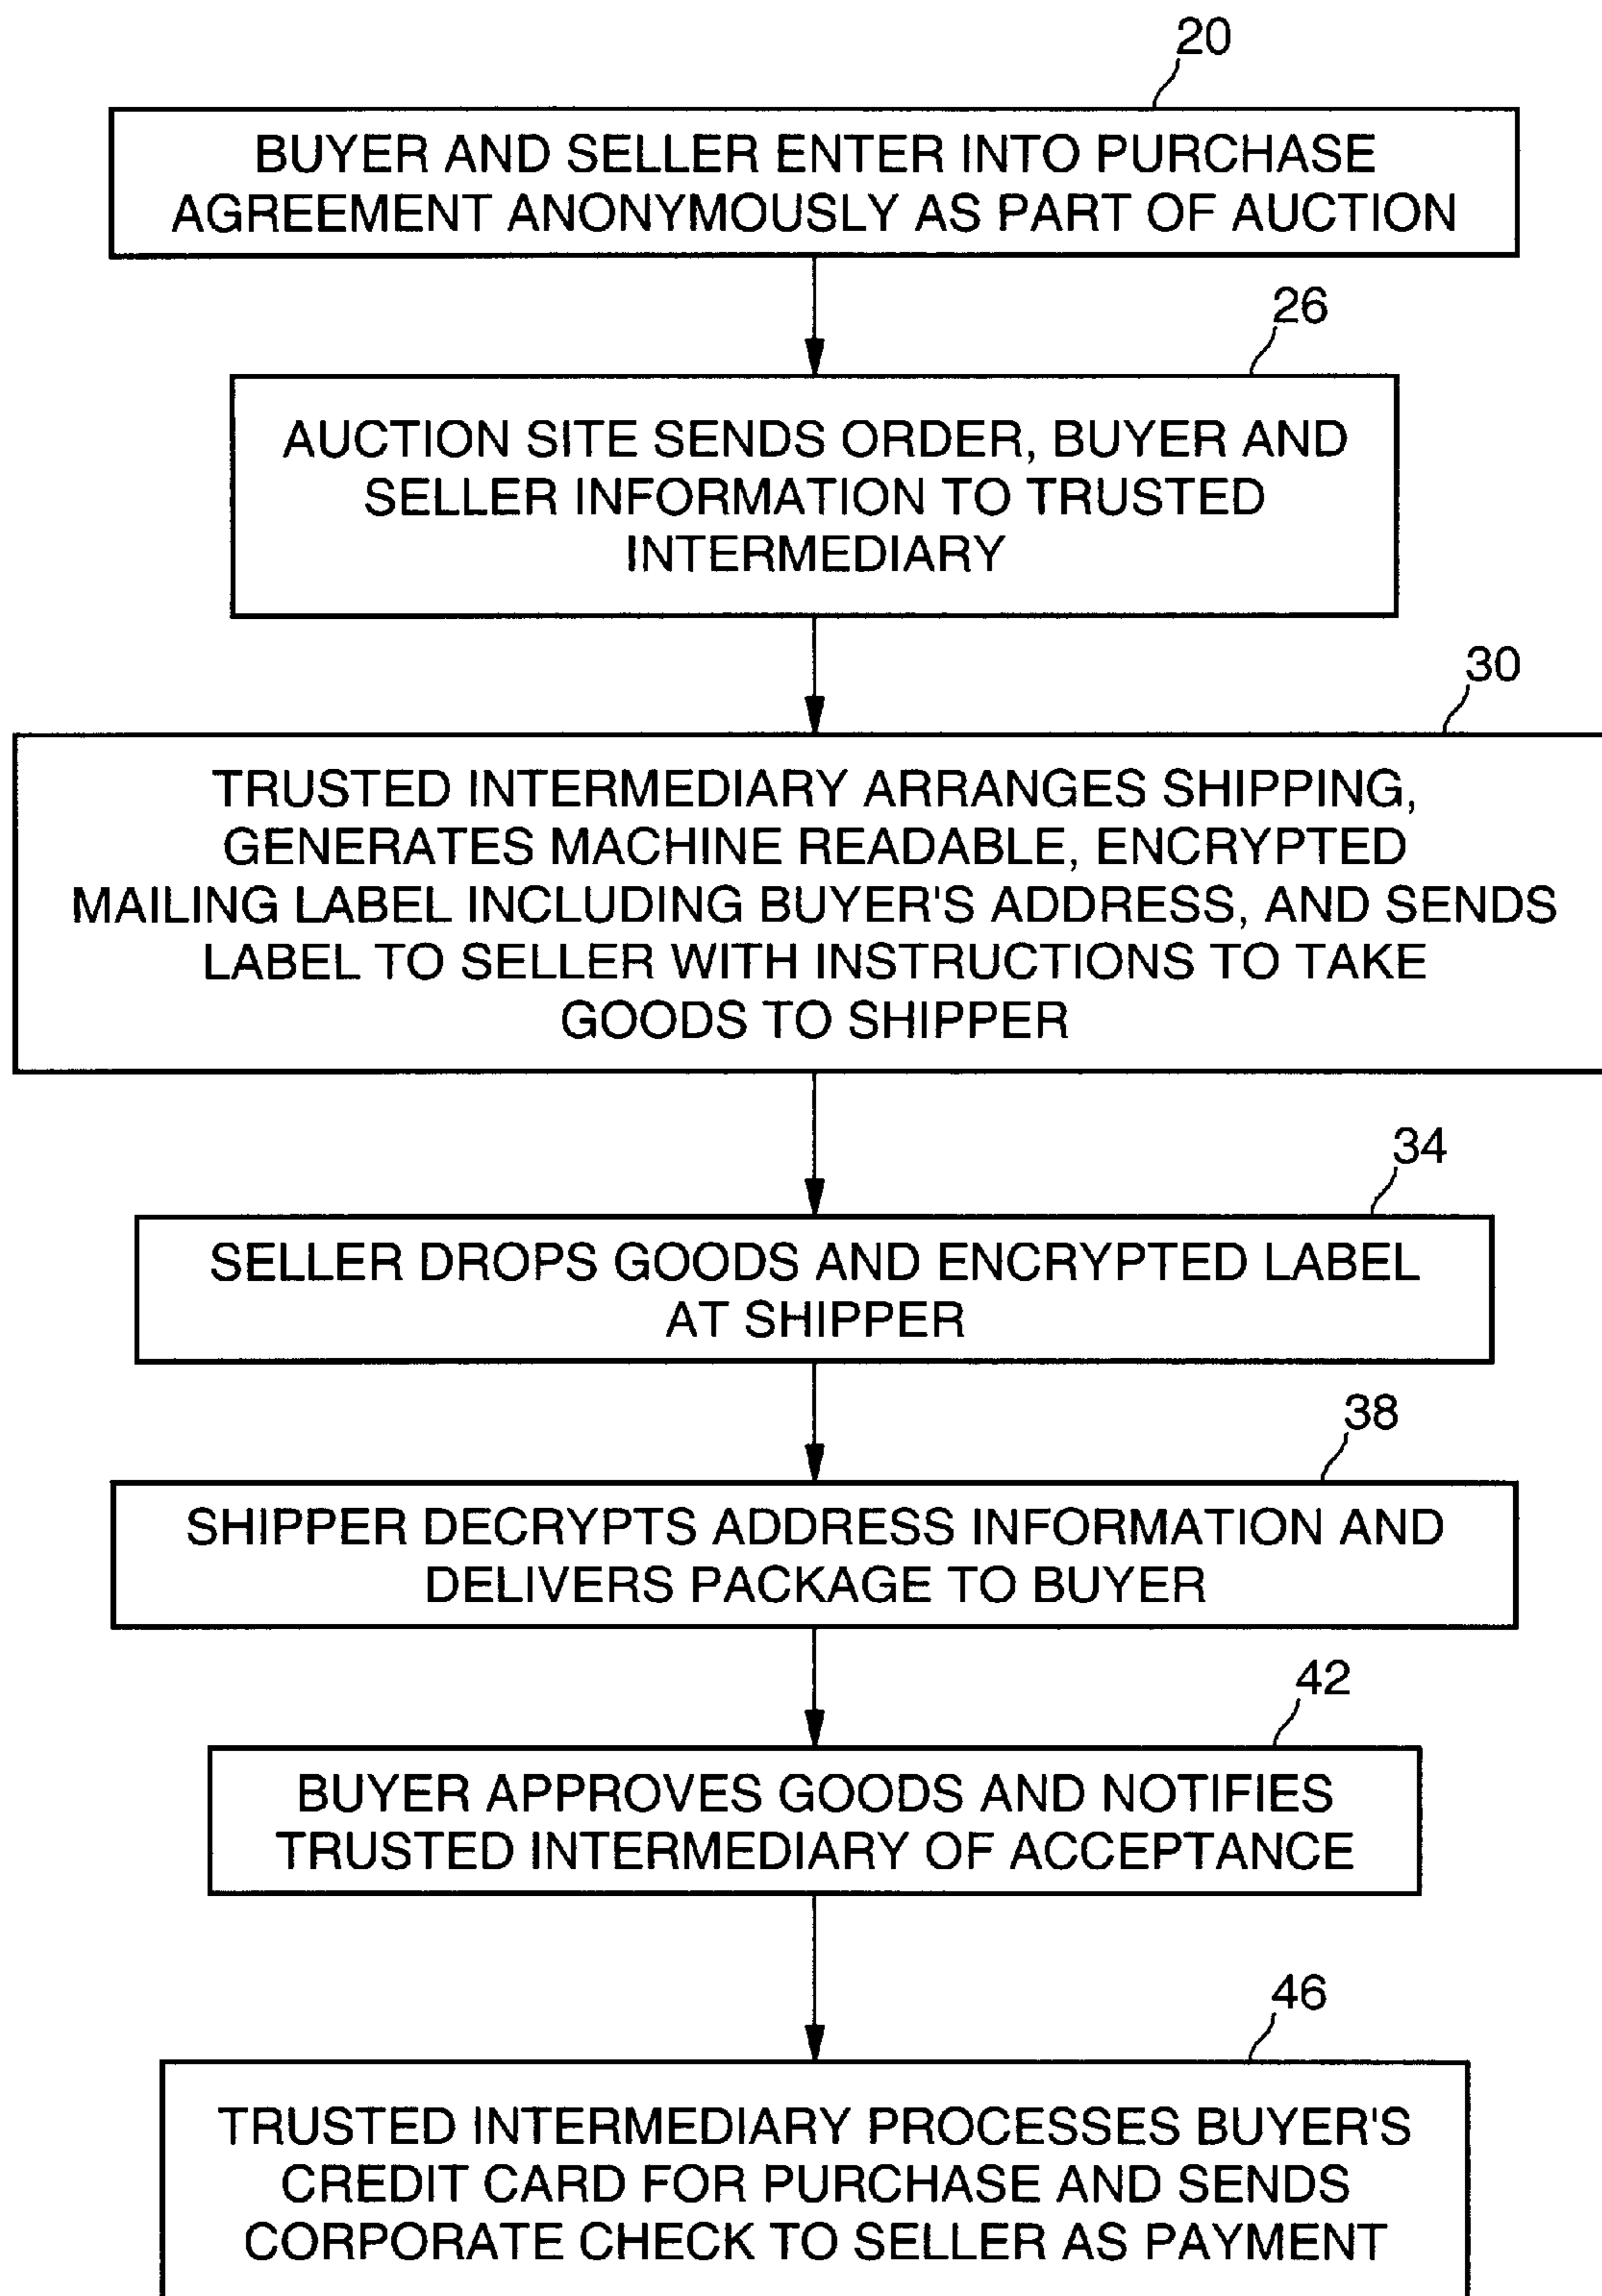 20
BUYER AND SELLER ENTER INTO PURCHASE
AGREEMENT ANONYMOUSLY AS PART OF AUCTION
26
AUCTION SITE SENDS ORDER, BUYER AND
SELLER INFORMATION TO TRUSTED
INTERMEDIARY
30
TRUSTED INTERMEDIARY ARRANGES SHIPPING,
GENERATES MACHINE READABLE, ENCRYPTED
MAILING LABEL INCLUDING BUYER'S ADDRESS, AND SENDS
LABEL TO SELLER WITH INSTRUCTIONS TO TAKE
GOODS TO SHIPPER
34
SELLER DROPS GOODS AND ENCRYPTED LABEL
AT SHIPPER
38
SHIPPER DECRYPTS ADDRESS INFORMATION AND
DELIVERS PACKAGE TO BUYER
42
BUYER APPROVES GOODS AND NOTIFIES
TRUSTED INTERMEDIARY OF ACCEPTANCE
46
TRUSTED INTERMEDIARY PROCESSES BUYER'S
CREDIT CARD FOR PURCHASE AND SENDS
CORPORATE CHECK TO SELLER AS PAYMENT